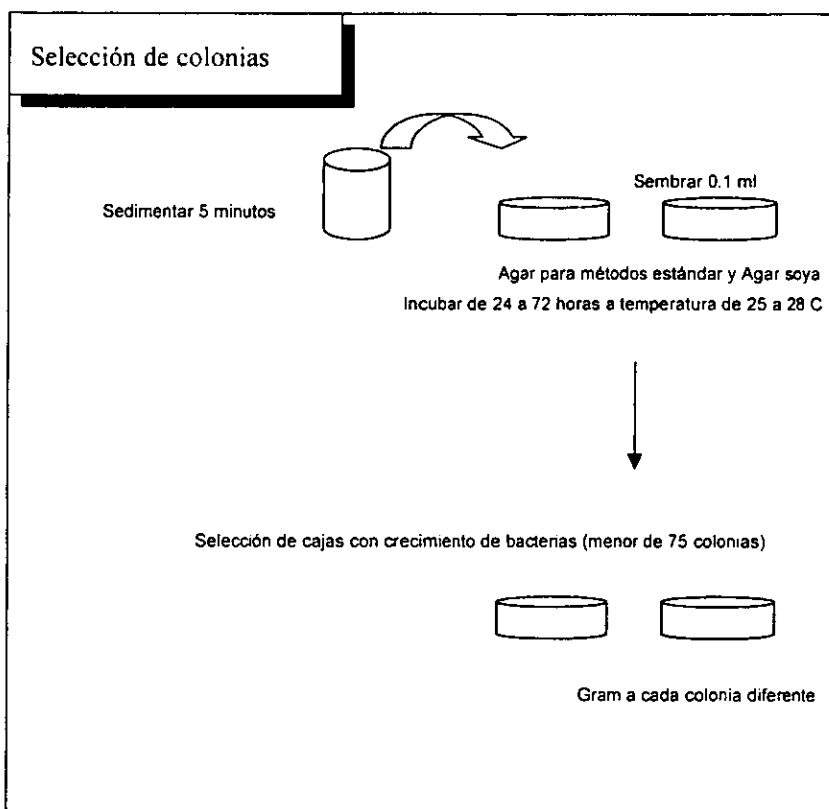 Selección de colonias
Sembrar 0.1 ml
Sedimentar 5 minutos
Agar para métodos estándar y Agar soya
Incubar de 24 a 72 horas a temperatura de 25 a 28 C
Selección de cajas con crecimiento de bacterias (menor de 75 colonias)
Gram a cada colonia diferente